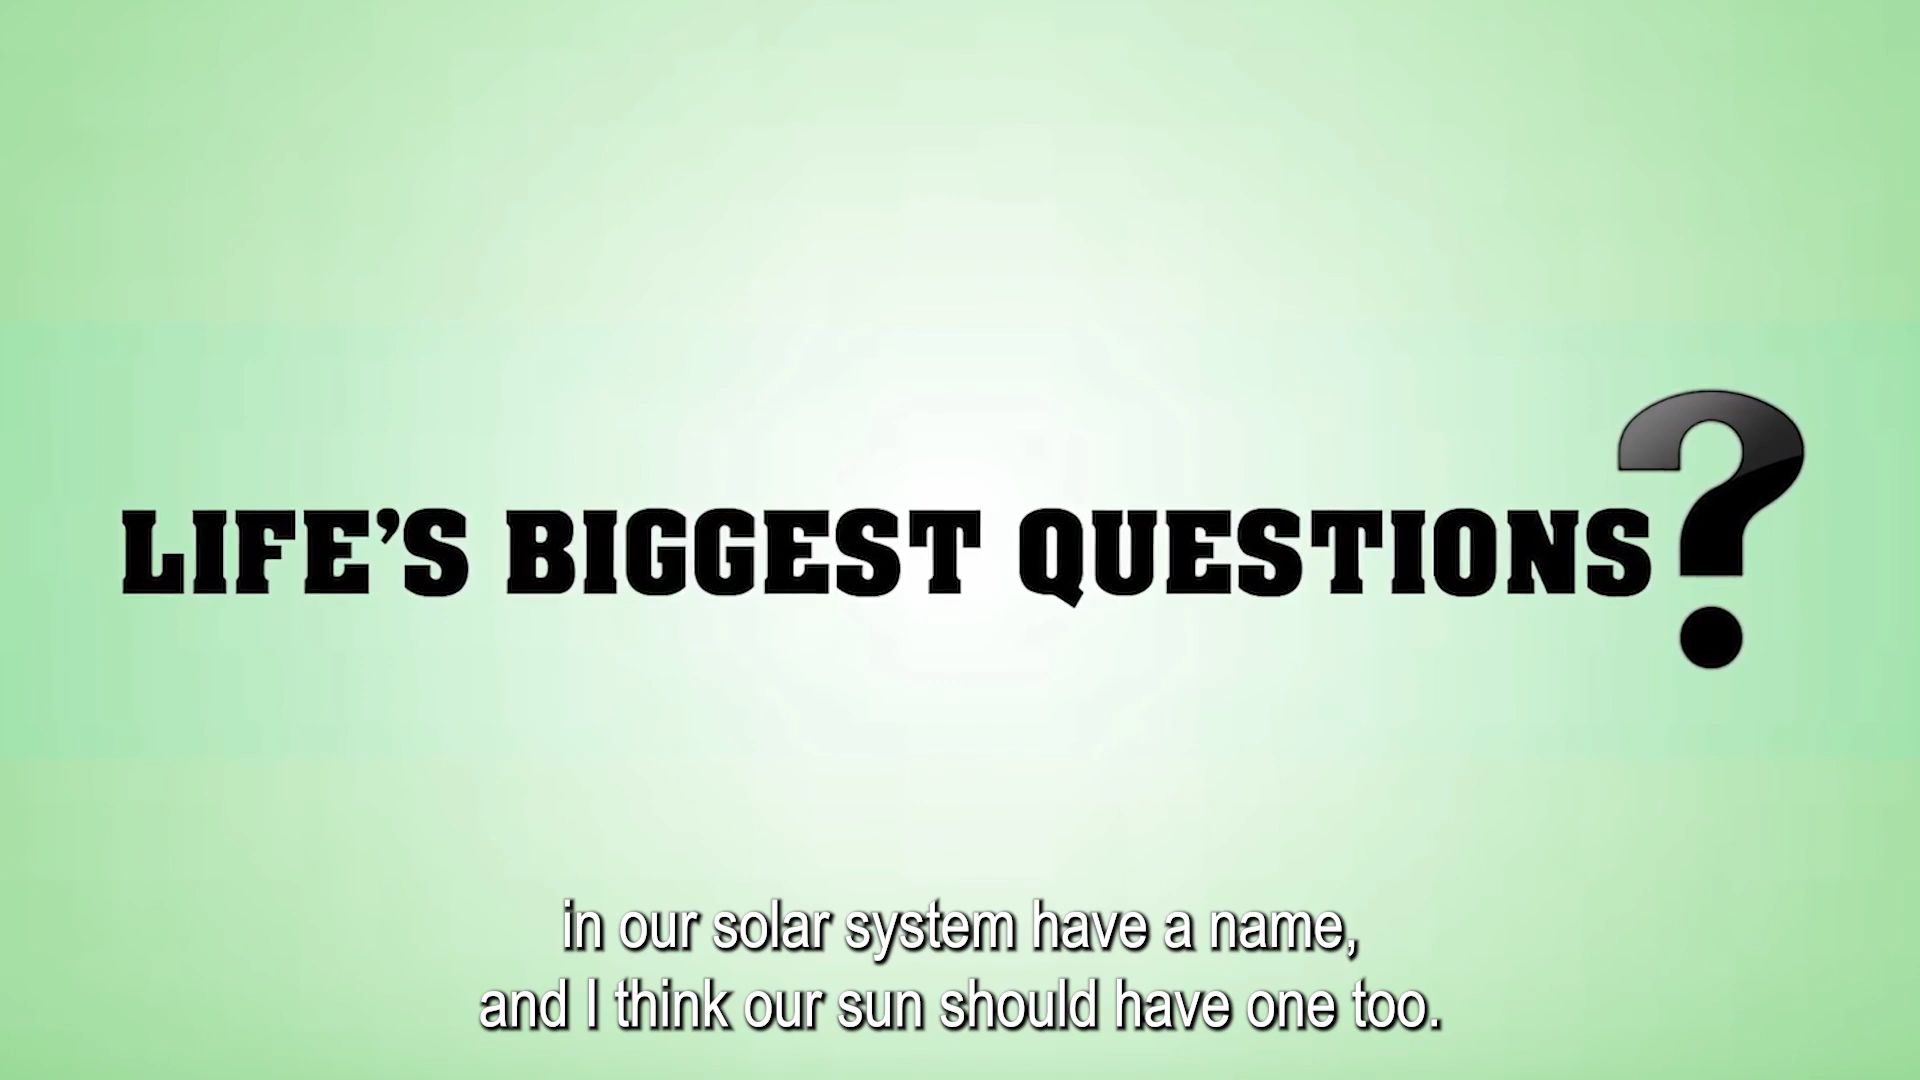 LIFE'S BIGGEST QUESTIONS?
in our solar system have a name,
and I think our sun should have one too.